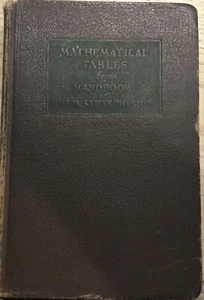 MATHEMATICAL
TABLES
from
HANDBOOK
of